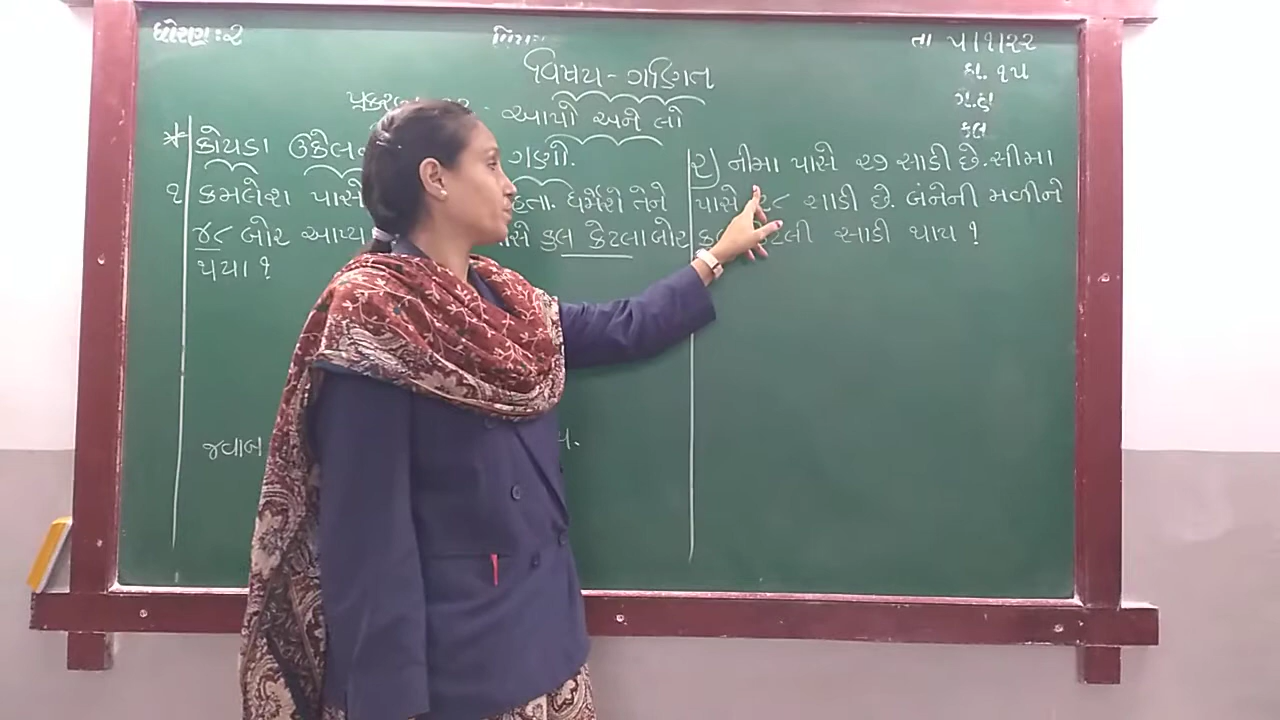 ધોરણ:૨
તા ૫/૧/૨૨
વિષય - ગણિત
હા. ૧૫
ગે.હા
કુલ
આપો અને લો
* કોયડા ગણો.
૧ કમલેશ પાસે હતા. ધર્મેશે તેને
૪૮ બોર આપ્યા કુલ કેટલા બોર
થયા ?
જવાબ
૨) નીમા પાસે ૨૭ સાડી છે. સીમા
પાસે ૨૮ સાડી છે. બંનેની મળીને
કુલ કેટલી સાડી થાય ?